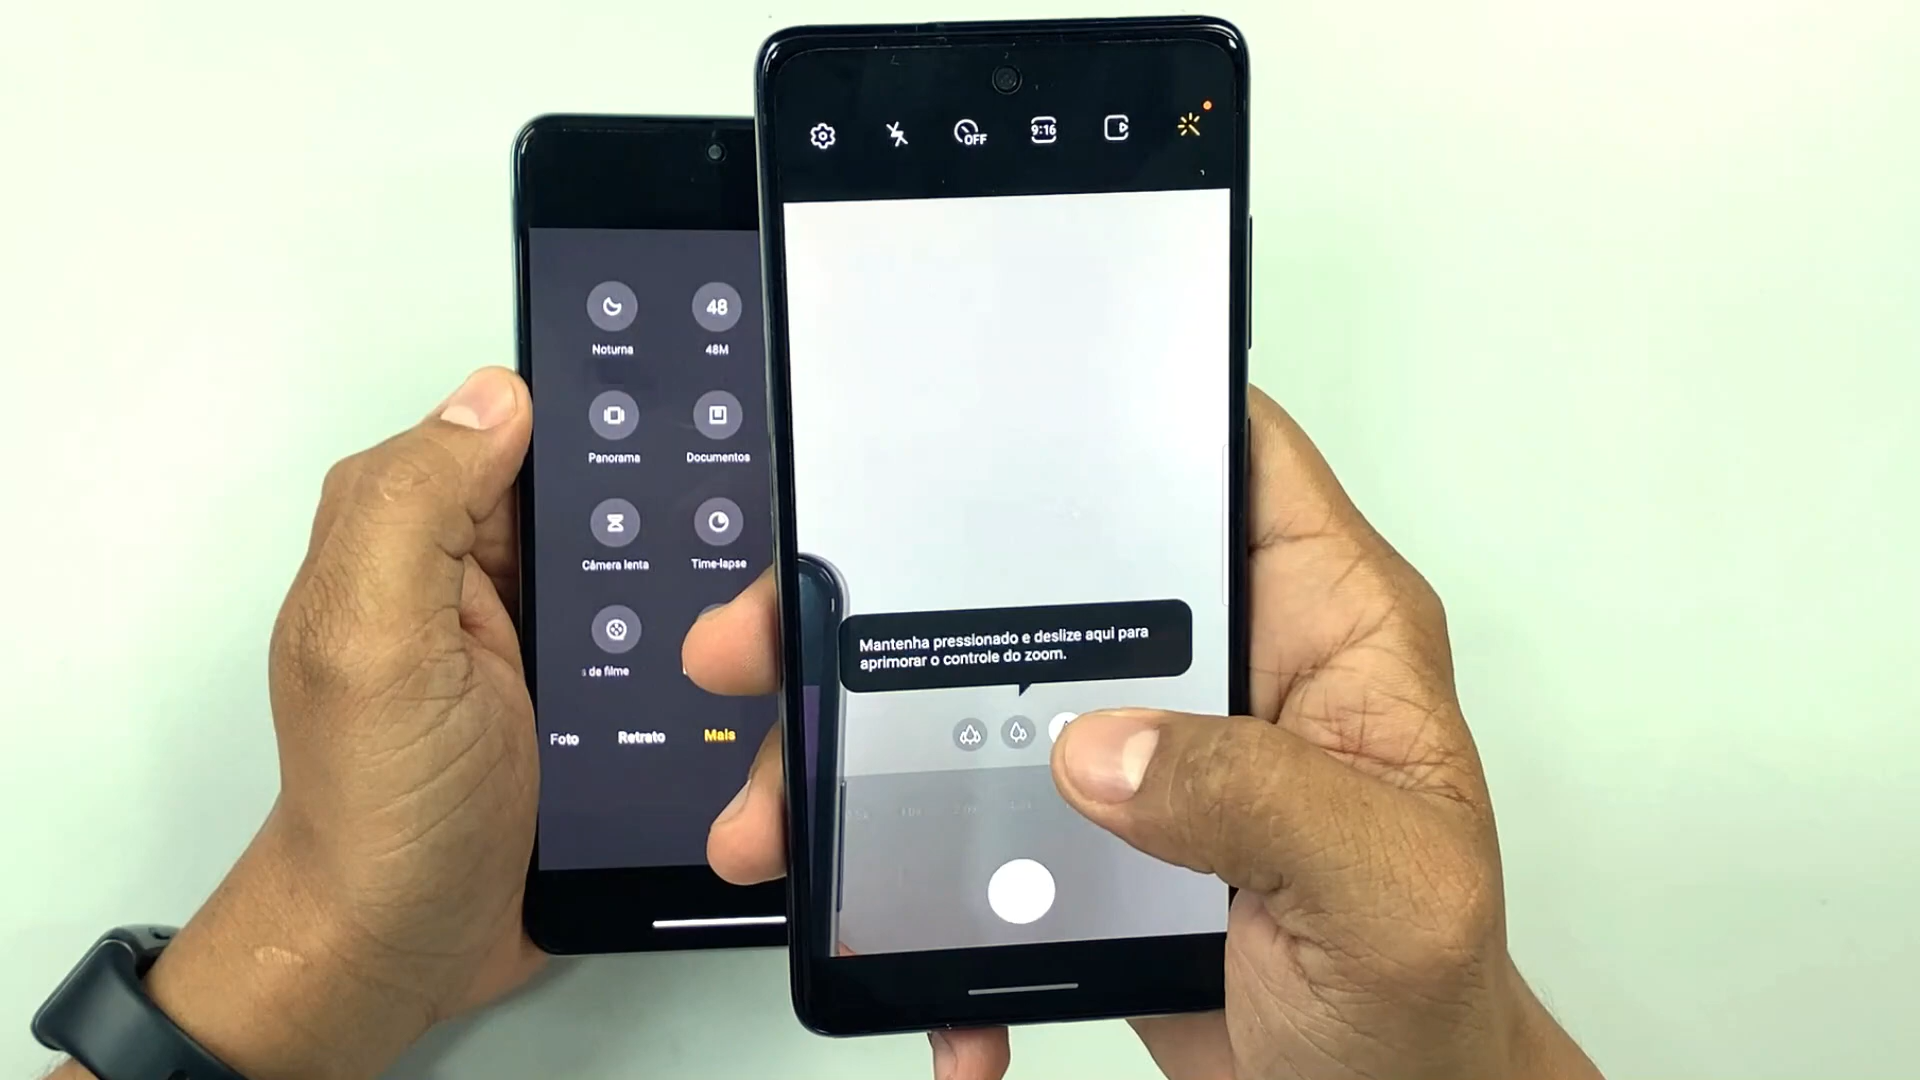 OFF
9:16
48
Noturna
48M
Panorama
Documentos
Câmera lenta
Time-lapse
s de filme
Mantenha pressionado e deslize aqui para
aprimorar o controle do zoom.
Foto
Retrato
Mais